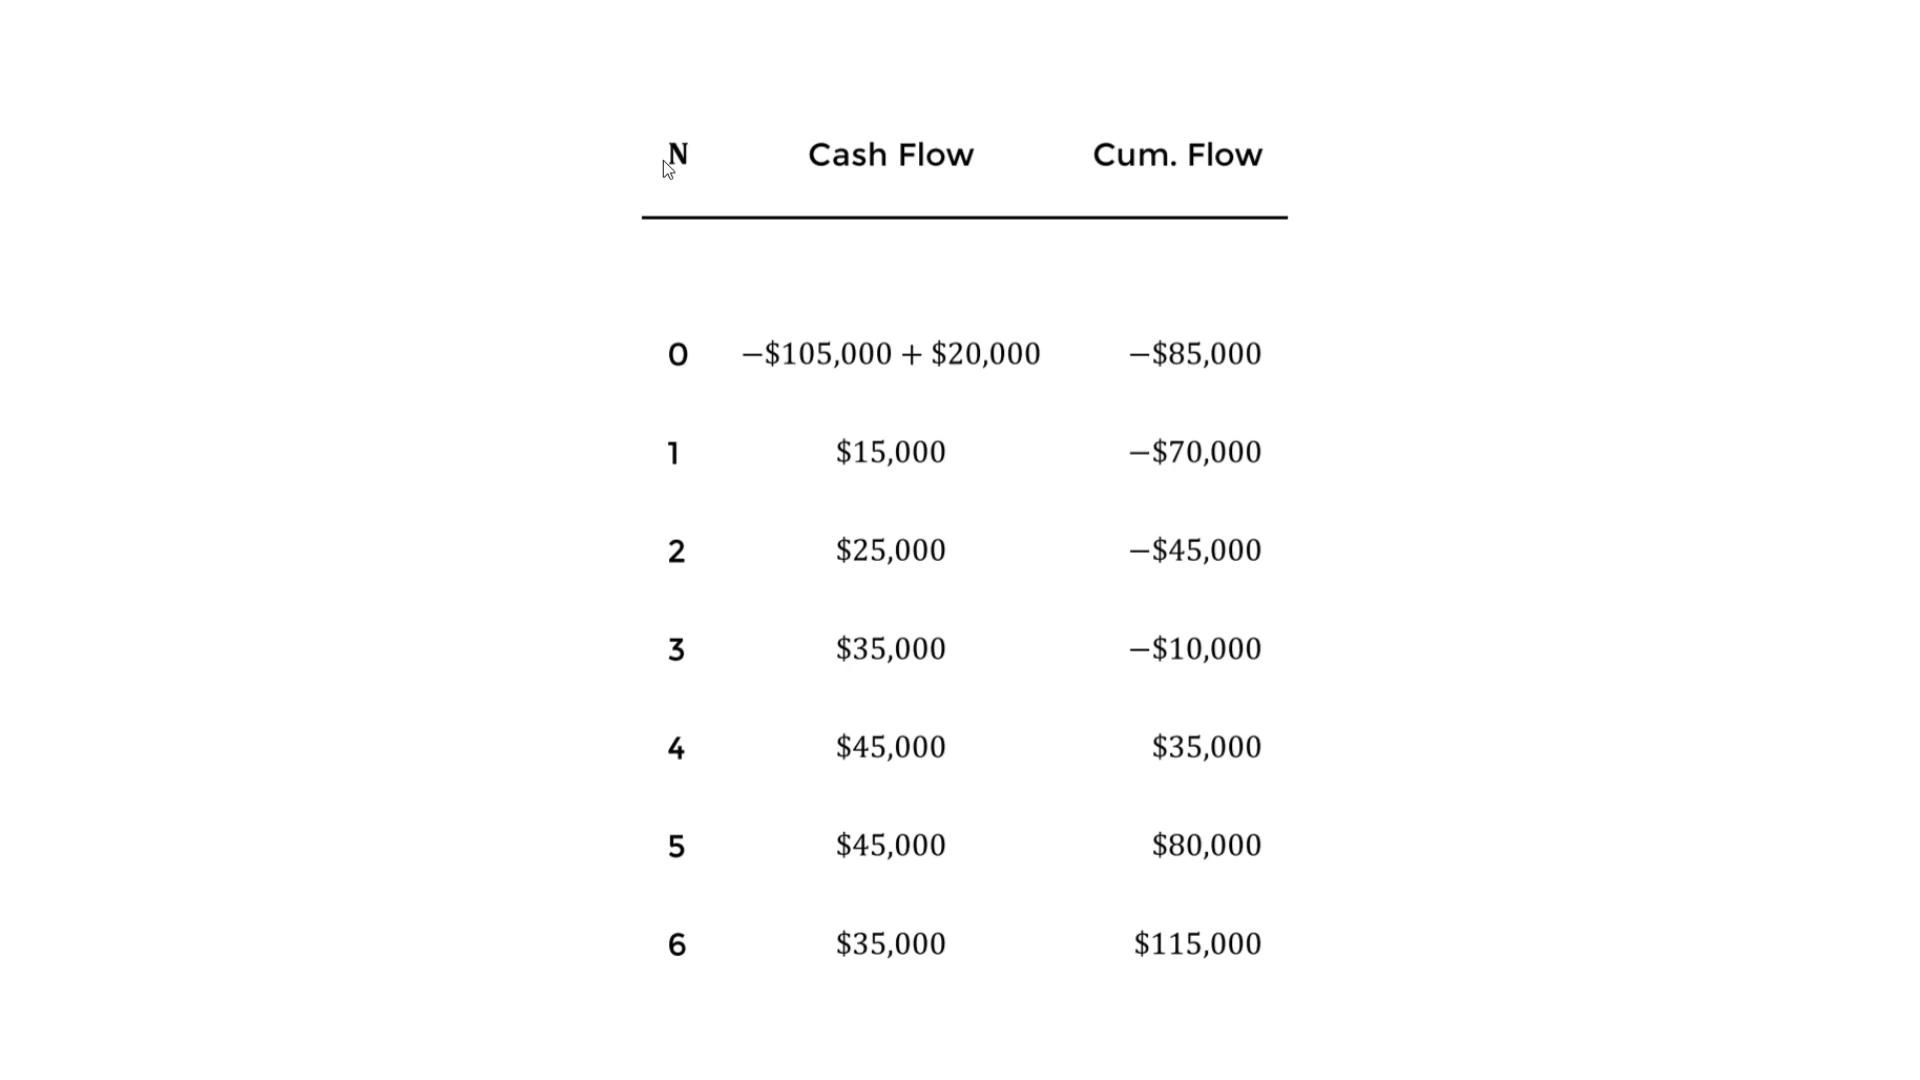 N Cash Flow Cum. Flow
0 −$105,000 + $20,000 −$85,000
1 $15,000 −$70,000
2 $25,000 −$45,000
3 $35,000 −$10,000
4 $45,000 $35,000
5 $45,000 $80,000
6 $35,000 $115,000